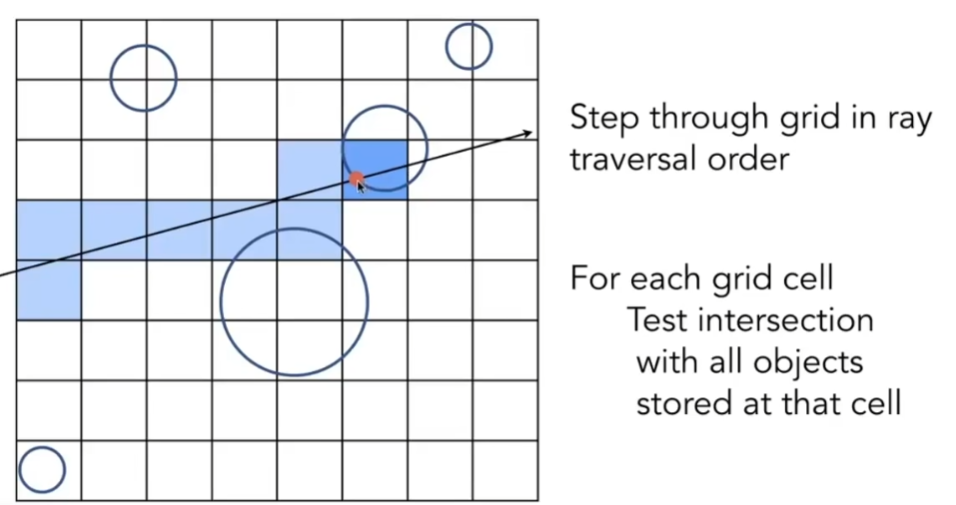 Step through grid in ray
traversal order
For each grid cell
Test intersection
with all objects
stored at that cell